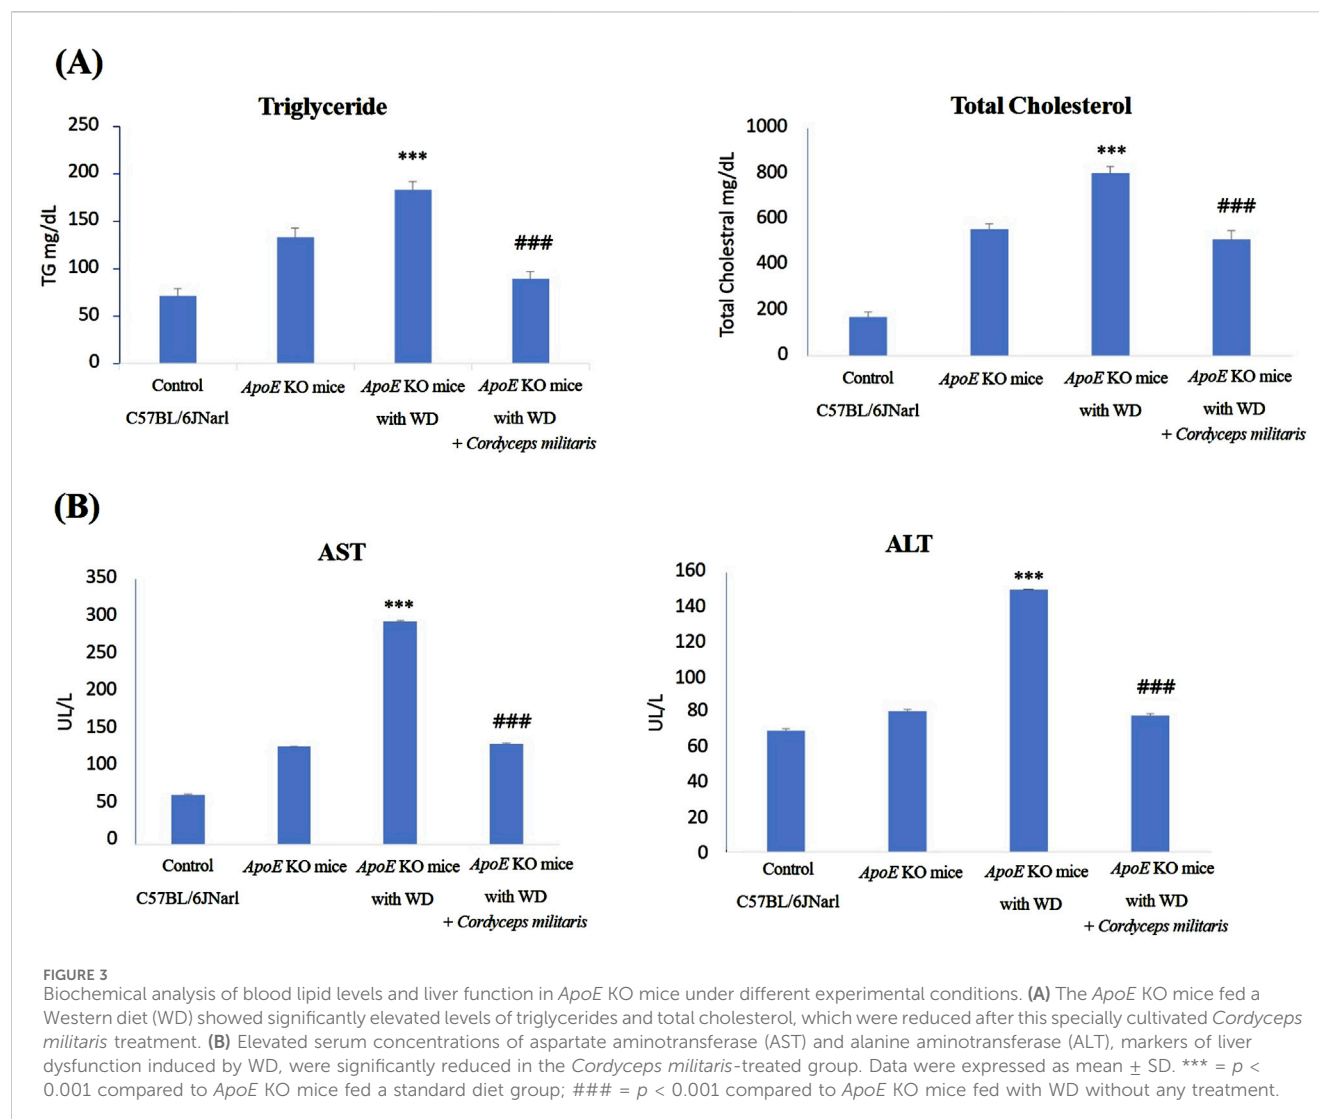 (A)
Triglyceride
250
200
150
100
50
0
TG mg/dL
***
###
Control
C57BL/6JNarl
ApoE KO mice
ApoE KO mice
with WD
ApoE KO mice
with WD
+ Cordyceps militaris
Total Cholesterol
1000
800
600
400
200
0
Total Cholestral mg/dL
***
###
Control
C57BL/6JNarl
ApoE KO mice
ApoE KO mice
with WD
ApoE KO mice
with WD
+ Cordyceps militaris
(B)
AST
350
300
250
200
150
100
50
0
UL/L
***
###
Control
C57BL/6JNarl
ApoE KO mice
ApoE KO mice
with WD
ApoE KO mice
with WD
+ Cordyceps militaris
ALT
160
140
120
100
80
60
40
20
0
UL/L
***
###
Control
C57BL/6JNarl
ApoE KO mice
ApoE KO mice
with WD
ApoE KO mice
with WD
+ Cordyceps militaris
FIGURE 3
Biochemical analysis of blood lipid levels and liver function in ApoE KO mice under different experimental conditions. (A) The ApoE KO mice fed a
Western diet (WD) showed significantly elevated levels of triglycerides and total cholesterol, which were reduced after this specially cultivated Cordyceps
militaris treatment. (B) Elevated serum concentrations of aspartate aminotransferase (AST) and alanine aminotransferase (ALT), markers of liver
dysfunction induced by WD, were significantly reduced in the Cordyceps militaris-treated group. Data were expressed as mean ± SD. *** = p <
0.001 compared to ApoE KO mice fed a standard diet group; ### = p < 0.001 compared to ApoE KO mice fed with WD without any treatment.